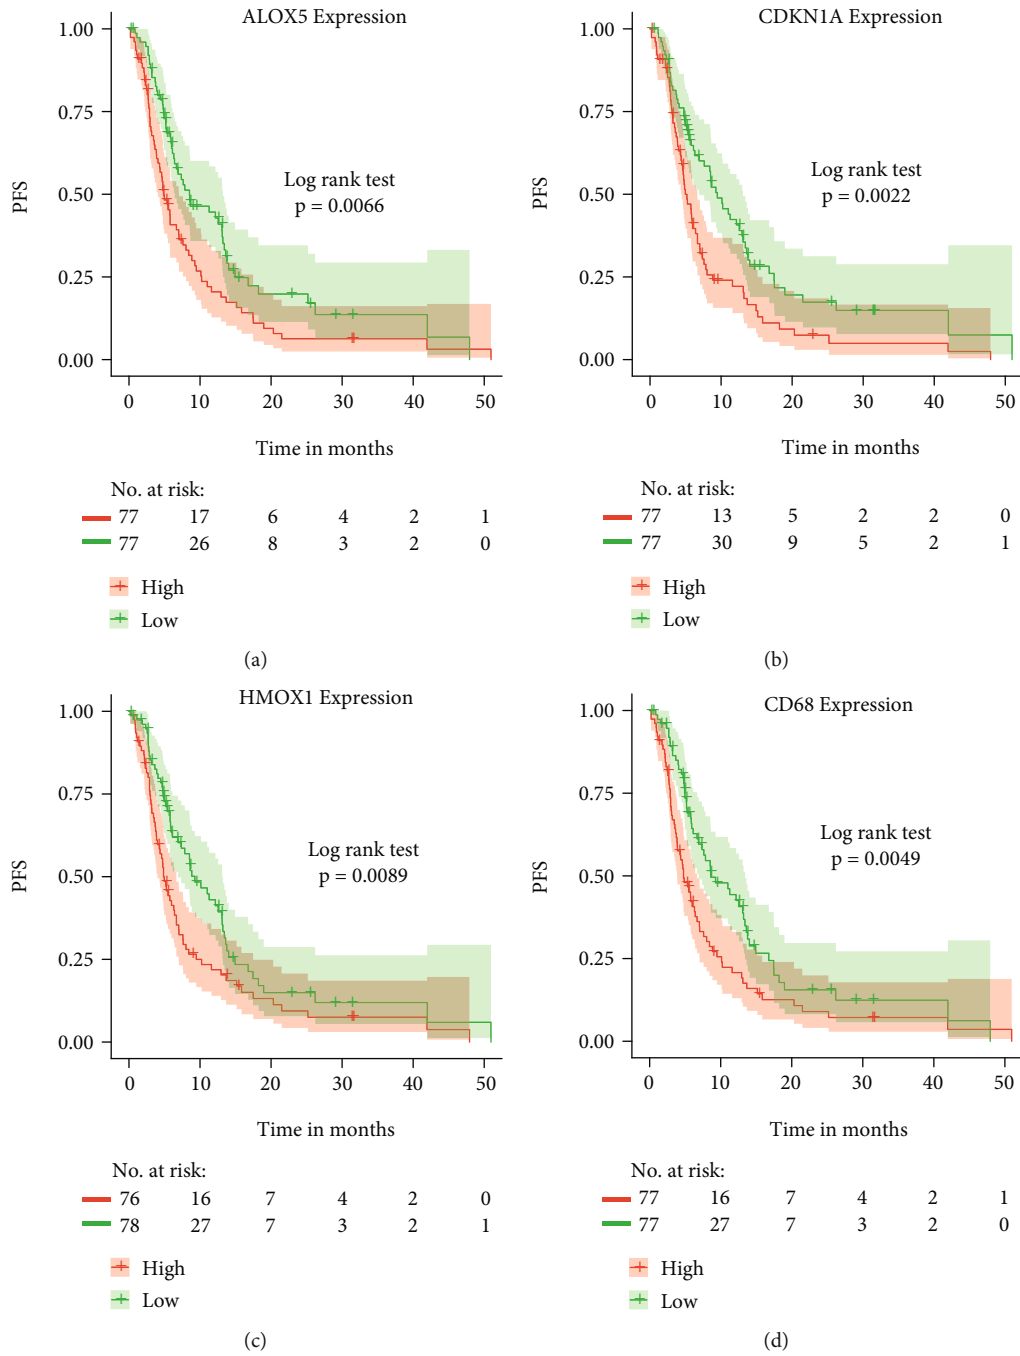 ALOX5 Expression
1.00
0.75
0.50
0.25
0.00
PFS
Log rank test
p = 0.0066
0 10 20 30 40 50
Time in months
No. at risk:
77 17 6 4 2 1
77 26 8 3 2 0
High
Low
(a)
CDKN1A Expression
1.00
0.75
0.50
0.25
0.00
PFS
Log rank test
p = 0.0022
0 10 20 30 40 50
Time in months
No. at risk:
77 13 5 2 2 0
77 30 9 5 2 1
High
Low
(b)
HMOX1 Expression
1.00
0.75
0.50
0.25
0.00
PFS
Log rank test
p = 0.0089
0 10 20 30 40 50
Time in months
No. at risk:
76 16 7 4 2 0
78 27 7 3 2 1
High
Low
(c)
CD68 Expression
1.00
0.75
0.50
0.25
0.00
PFS
Log rank test
p = 0.0049
0 10 20 30 40 50
Time in months
No. at risk:
77 16 7 4 2 1
77 27 7 3 2 0
High
Low
(d)